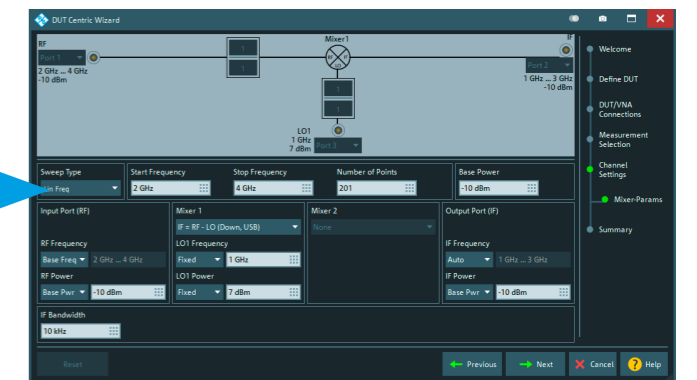 DUT Centric Wizard
RF
Port 1
2 GHz ... 4 GHz
-10 dBm
1
1
Mixer1
RF IF
LO
1
1
LO1
1 GHz
7 dBm
Port 3
IF
Port 2
1 GHz ... 3 GHz
-10 dBm
Sweep Type
Lin Freq
Start Frequency
2 GHz
Stop Frequency
4 GHz
Number of Points
201
Base Power
-10 dBm
Input Port (RF)
RF Frequency
Base Freq 2 GHz ... 4 GHz
RF Power
Base Pwr -10 dBm
Mixer 1
IF = RF - LO (Down, USB)
LO1 Frequency
Fixed 1 GHz
LO1 Power
Fixed 7 dBm
Mixer 2
None
Output Port (IF)
IF Frequency
Auto 1 GHz ... 3 GHz
IF Power
Base Pwr -10 dBm
IF Bandwidth
10 kHz
Welcome
Define DUT
DUT/VNA
Connections
Measurement
Selection
Channel
Settings
Mixer-Params
Summary
Reset
Previous
Next
Cancel
? Help